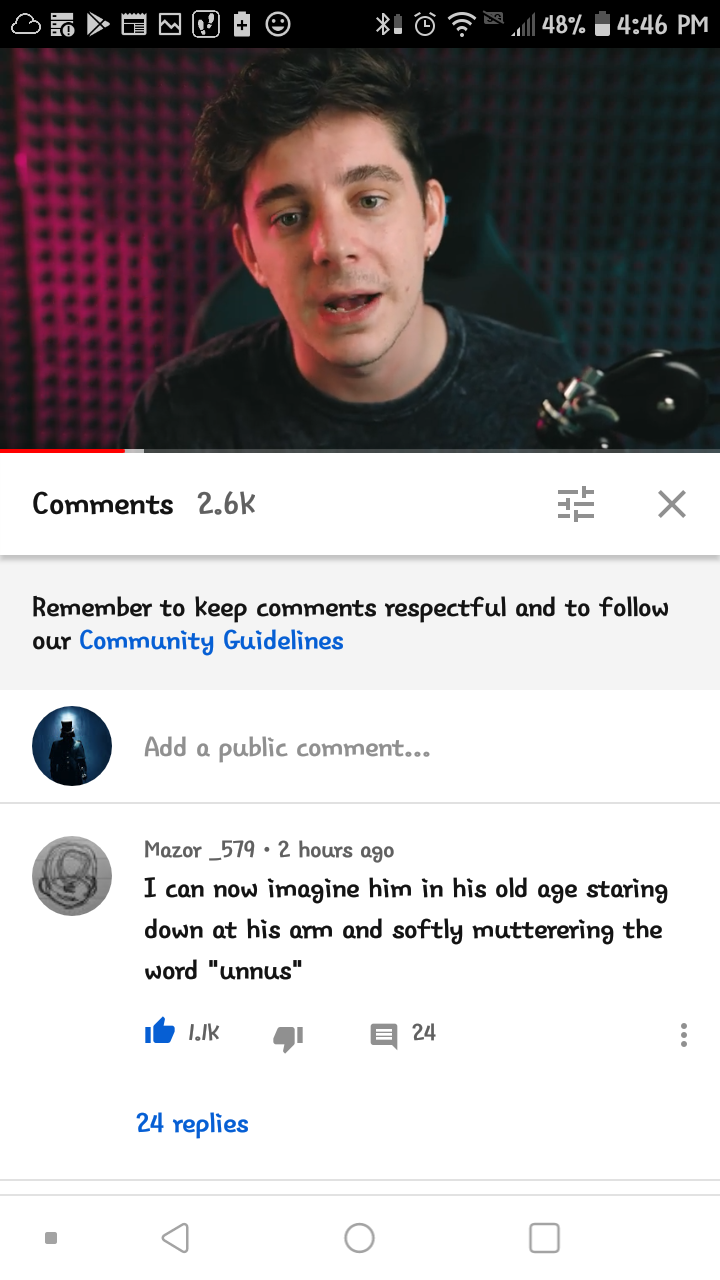 48% 4:46 PM
Comments 2.6K
Remember to keep comments respectful and to follow
our Community Guidelines
Add a public comment...
Mazor _579 • 2 hours ago
I can now imagine him in his old age staring
down at his arm and softly mutterering the
word "unnus"
1.1K 24
24 replies